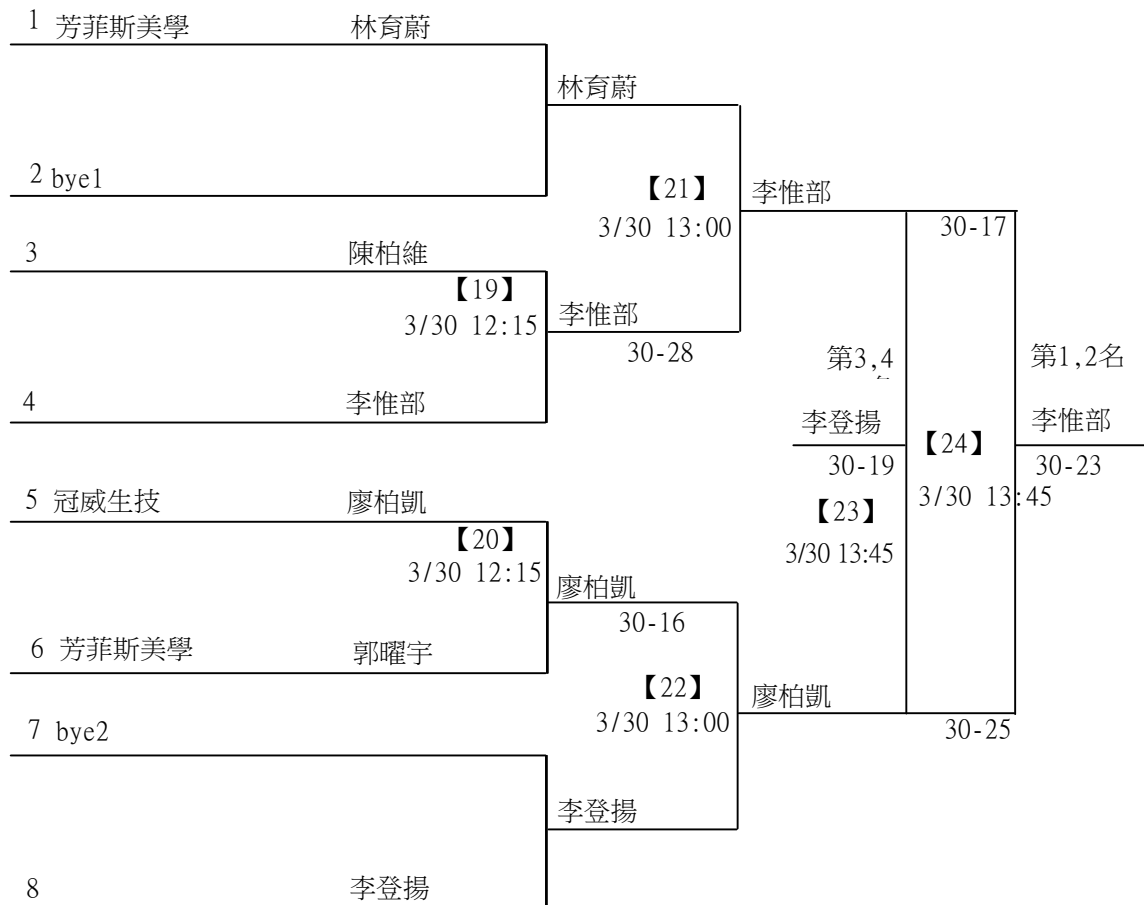 1 芳菲斯美學 林育蔚
林育蔚
2 bye1
【21】
3/30 13:00
李惟部
30-17
3 陳柏維
【19】
3/30 12:15
李惟部
30-28
4 李惟部
第3,4
第1,2名
李登揚
30-19
【23】
3/30 13:45
【24】
3/30 13:45
李惟部
30-23
5 冠威生技 廖柏凱
【20】
3/30 12:15
廖柏凱
30-16
6 芳菲斯美學 郭曜宇
【22】
3/30 13:00
廖柏凱
30-25
7 bye2
李登揚
8 李登揚